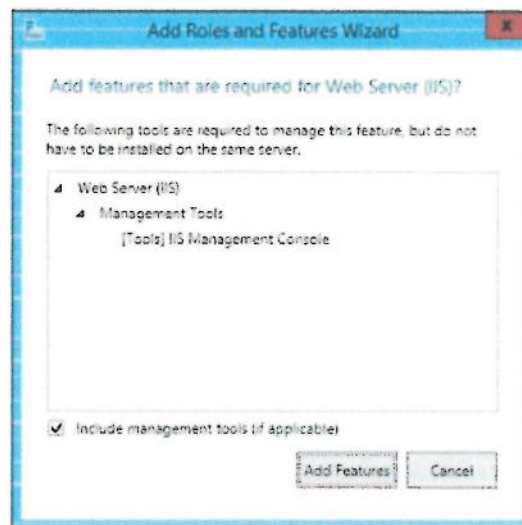 Add Roles and Features Wizard
Add features that are required for Web Server (IIS)?
The following tools are required to manage this feature, but do not
have to be installed on the same server.
Web Server (IIS)
Management Tools
[Tools] IIS Management Console
Include management tools (if applicable)
Add Features
Cancel